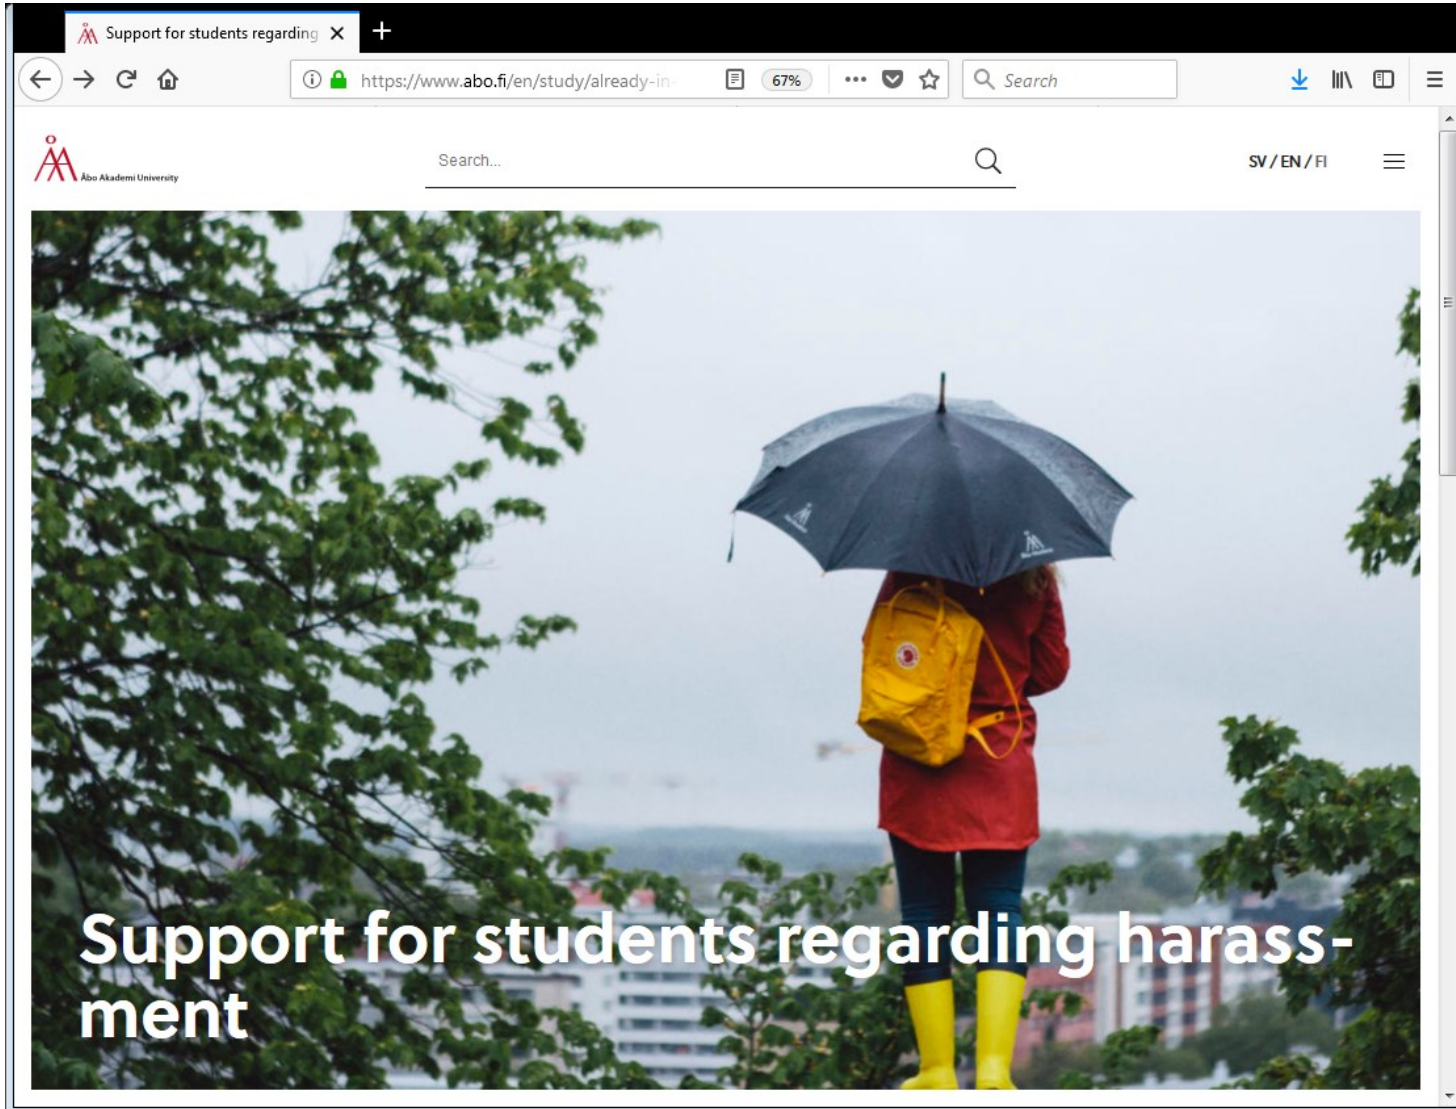 Support for students regarding
https://www.abo.fi/en/study/already-in-
67%
Search
Åbo Akademi University
Search...
SV / EN / FI
Support for students regarding harass-
ment